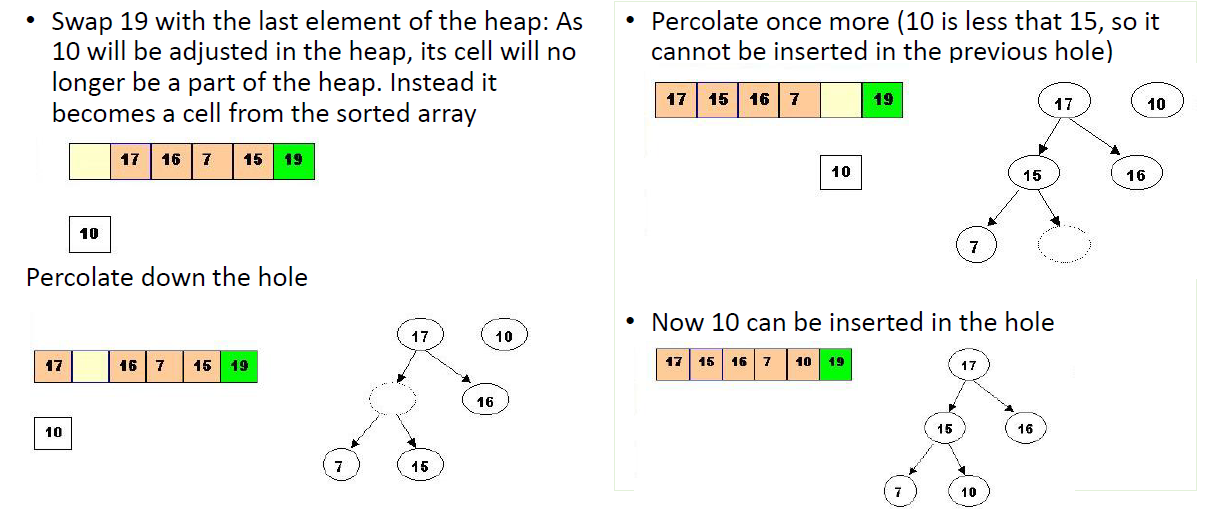 • Swap 19 with the last element of the heap: As
10 will be adjusted in the heap, its cell will no
longer be a part of the heap. Instead it
becomes a cell from the sorted array
17 16 7 15 19
10
Percolate down the hole
17 16 7 15 19
10
17 10
16
7 15
• Percolate once more (10 is less that 15, so it
cannot be inserted in the previous hole)
17 15 16 7 19
10
17 10
15 16
7
• Now 10 can be inserted in the hole
17 15 16 7 10 19
17
15 16
7 10